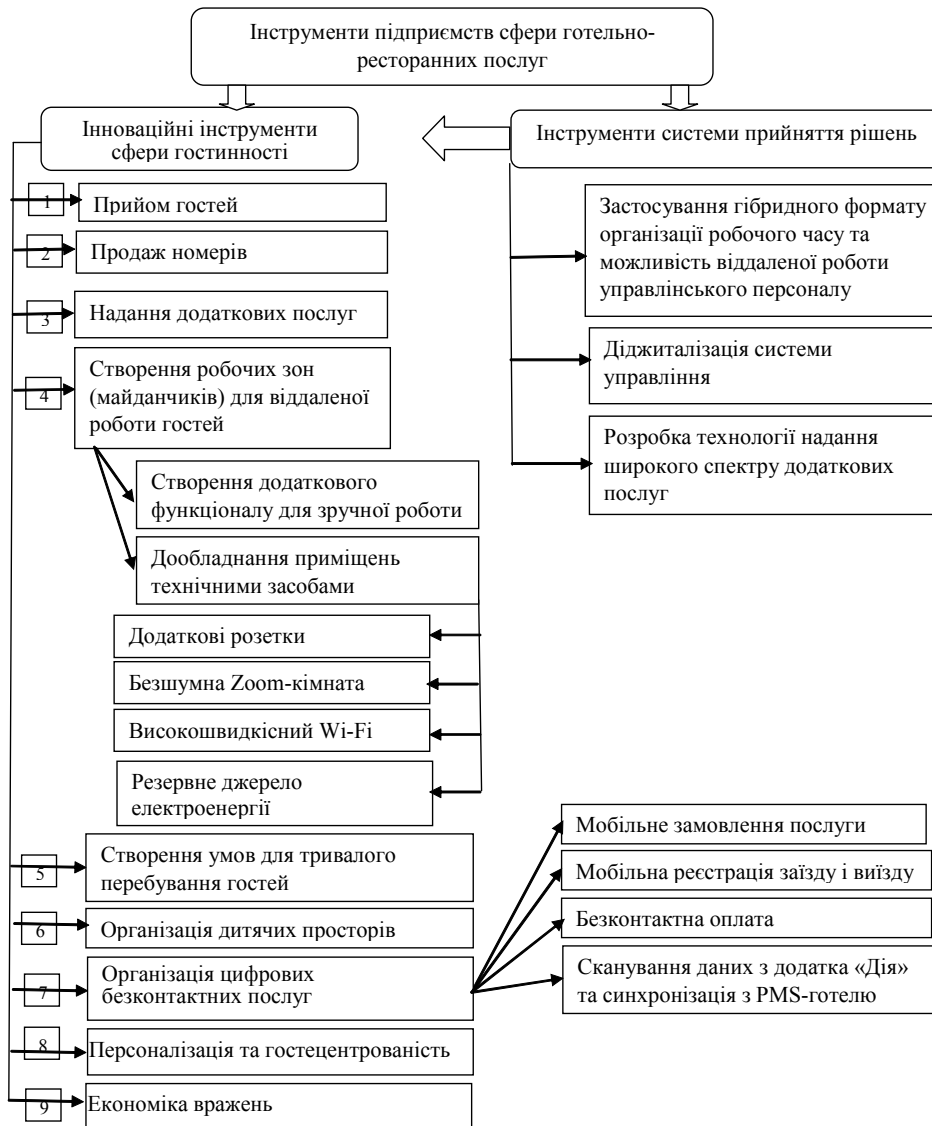 Інструменти підприємств сфери готельно-
ресторанних послуг
Інноваційні інструменти
сфери гостинності
Інструменти системи прийняття рішень
1
Прийом гостей
2
Продаж номерів
3
Надання додаткових послуг
4
Створення робочих зон
(майданчиків) для віддаленої
роботи гостей
Створення додаткового
функціоналу для зручної роботи
Дообладнання приміщень
технічними засобами
Додаткові розетки
Безшумна Zoom-кімната
Високошвидкісний Wi-Fi
Резервне джерело
електроенергії
5
Створення умов для тривалого
перебування гостей
6
Організація дитячих просторів
7
Організація цифрових
безконтактних послуг
8
Персоналізація та гостецентрованість
9
Економіка вражень
Застосування гібридного формату
організації робочого часу та
можливість віддаленої роботи
управлінського персоналу
Діджиталізація системи
управління
Розробка технології надання
широкого спектру додаткових
послуг
Мобільне замовлення послуги
Мобільна реєстрація заїзду і виїзду
Безконтактна оплата
Сканування даних з додатка «Дія»
та синхронізація з PMS-готелю